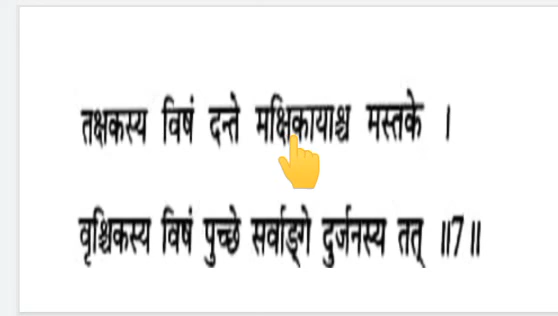 तक्षकस्य विषं दन्ते मक्षिकायाश्च मस्तके ।
वृश्चिकस्य विषं पुच्छे सर्वाङ्गे दुर्जनस्य तत् ॥7॥